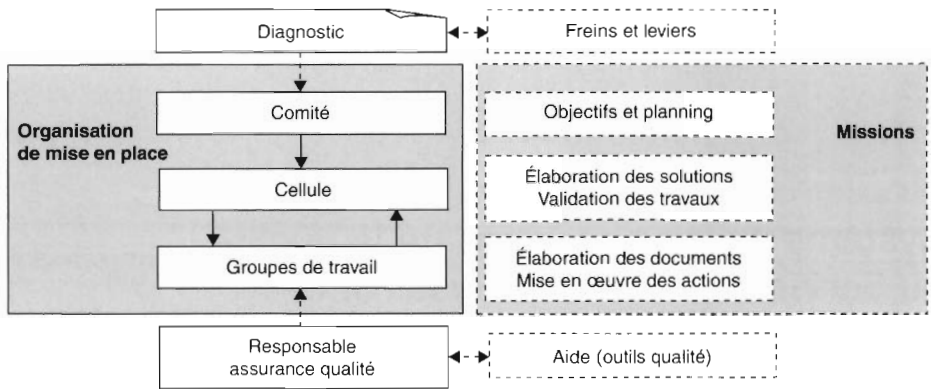 Diagnostic
Freins et leviers
Organisation
de mise en place
Comité
Objectifs et planning
Missions
Cellule
Élaboration des solutions
Validation des travaux
Groupes de travail
Élaboration des documents
Mise en œuvre des actions
Responsable
assurance qualité
Aide (outils qualité)